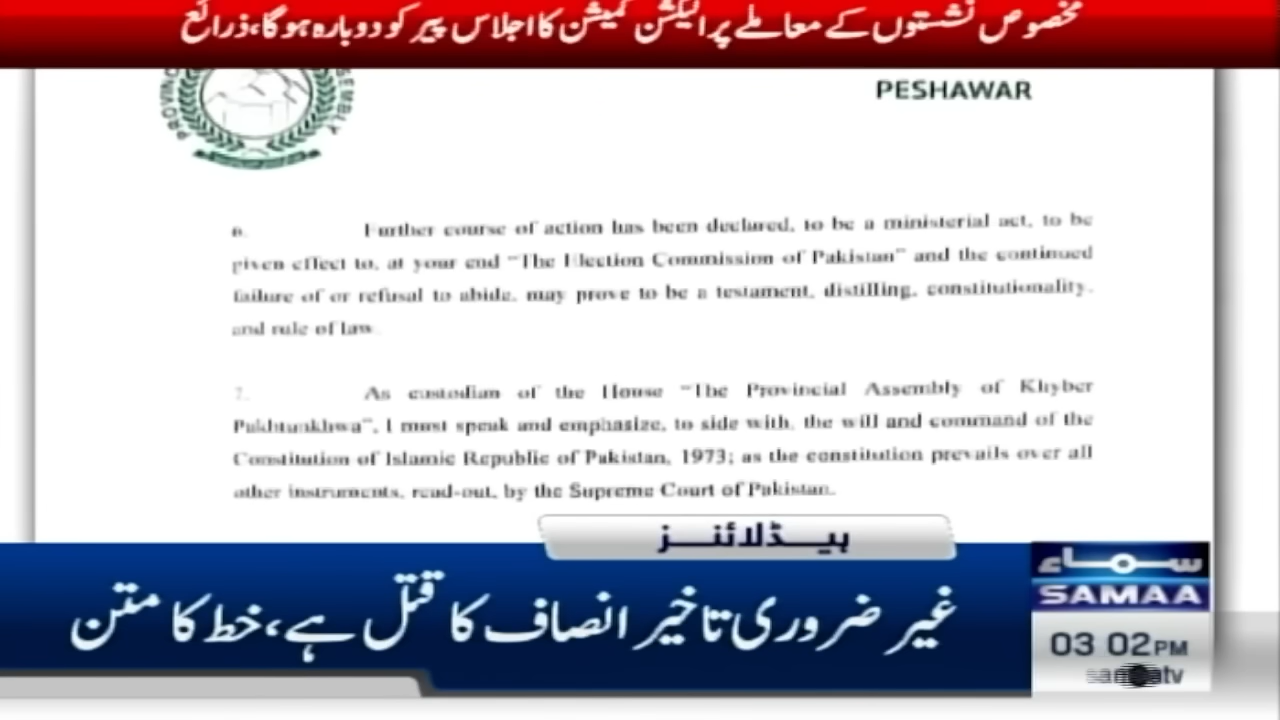 مخصوص نشستوں کے معاملے پر الیکشن کمیشن کا اجلاس پیر کو دوبارہ ہوگا، ذرائع
PESHAWAR
6. Further course of action has been declared, to be a ministerial act, to be
given effect to, at your end "The Election Commission of Pakistan" and the continued
failure of or refusal to abide, may prove to be a testament, distilling, constitutionality,
and rule of law.
7. As custodian of the House "The Provincial Assembly of Khyber
Pakhtunkhwa", I must speak and emphasize, to side with, the will and command of the
Constitution of Islamic Republic of Pakistan, 1973; as the constitution prevails over all
other instruments, read-out, by the Supreme Court of Pakistan.
ہیڈلائنز
غیر ضروری تاخیر انصاف کا قتل ہے، خط کا متن
سماء
SAMAA
03 02 PM